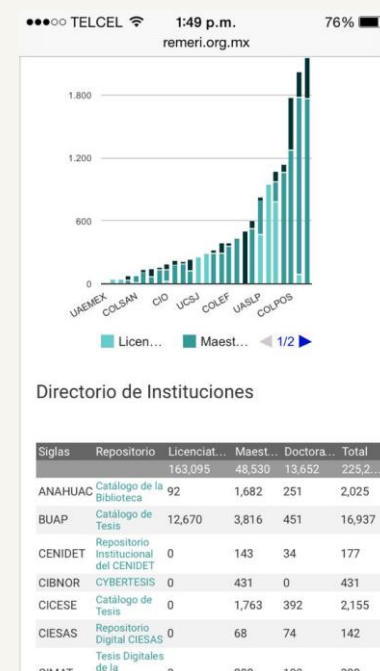 ●●●○○ TELCEL 1:49 p.m. 76%
remeri.org.mx
1.800
1.200
600
0
UAEMEX COLSAN CIO UCSJ COLEF UASLP COLPOS
Licen... Maest... 1/2
Directorio de Instituciones
Siglas Repositorio Licenciat... Maest... Doctora... Total
163,095 48,530 13,652 225,2...
ANAHUAC Catálogo de la Biblioteca 92 1,682 251 2,025
BUAP Catálogo de Tesis 12,670 3,816 451 16,937
CENIDET Repositorio Institucional del CENIDET 0 143 34 177
CIBNOR CYBERTESIS 0 431 0 431
CICESE Catálogo de Tesis 0 1,763 392 2,155
CIESAS Repositorio Digital CIESAS 0 68 74 142
Tesis Digitales de la